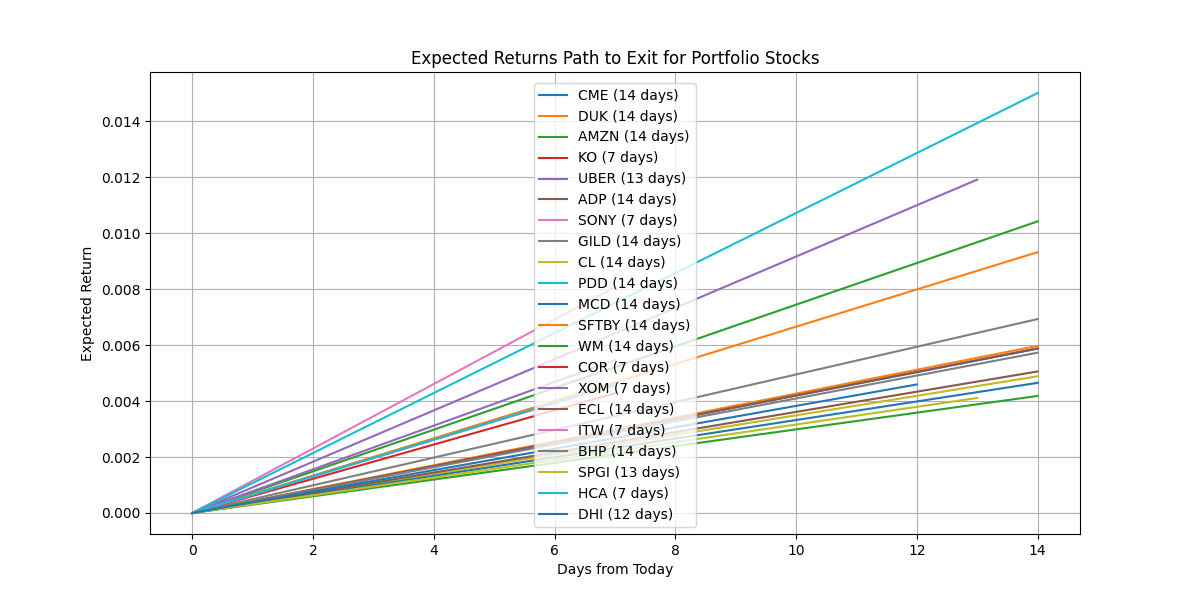 Expected Returns Path to Exit for Portfolio Stocks
Expected Return
0.014
0.012
0.010
0.008
0.006
0.004
0.002
0.000
CME (14 days)
DUK (14 days)
AMZN (14 days)
KO (7 days)
UBER (13 days)
ADP (14 days)
SONY (7 days)
GILD (14 days)
CL (14 days)
PDD (14 days)
MCD (14 days)
SFTBY (14 days)
WM (14 days)
COR (7 days)
XOM (7 days)
ECL (14 days)
ITW (7 days)
BHP (14 days)
SPGI (13 days)
HCA (7 days)
DHI (12 days)
0 2 4 6 8 10 12 14
Days from Today